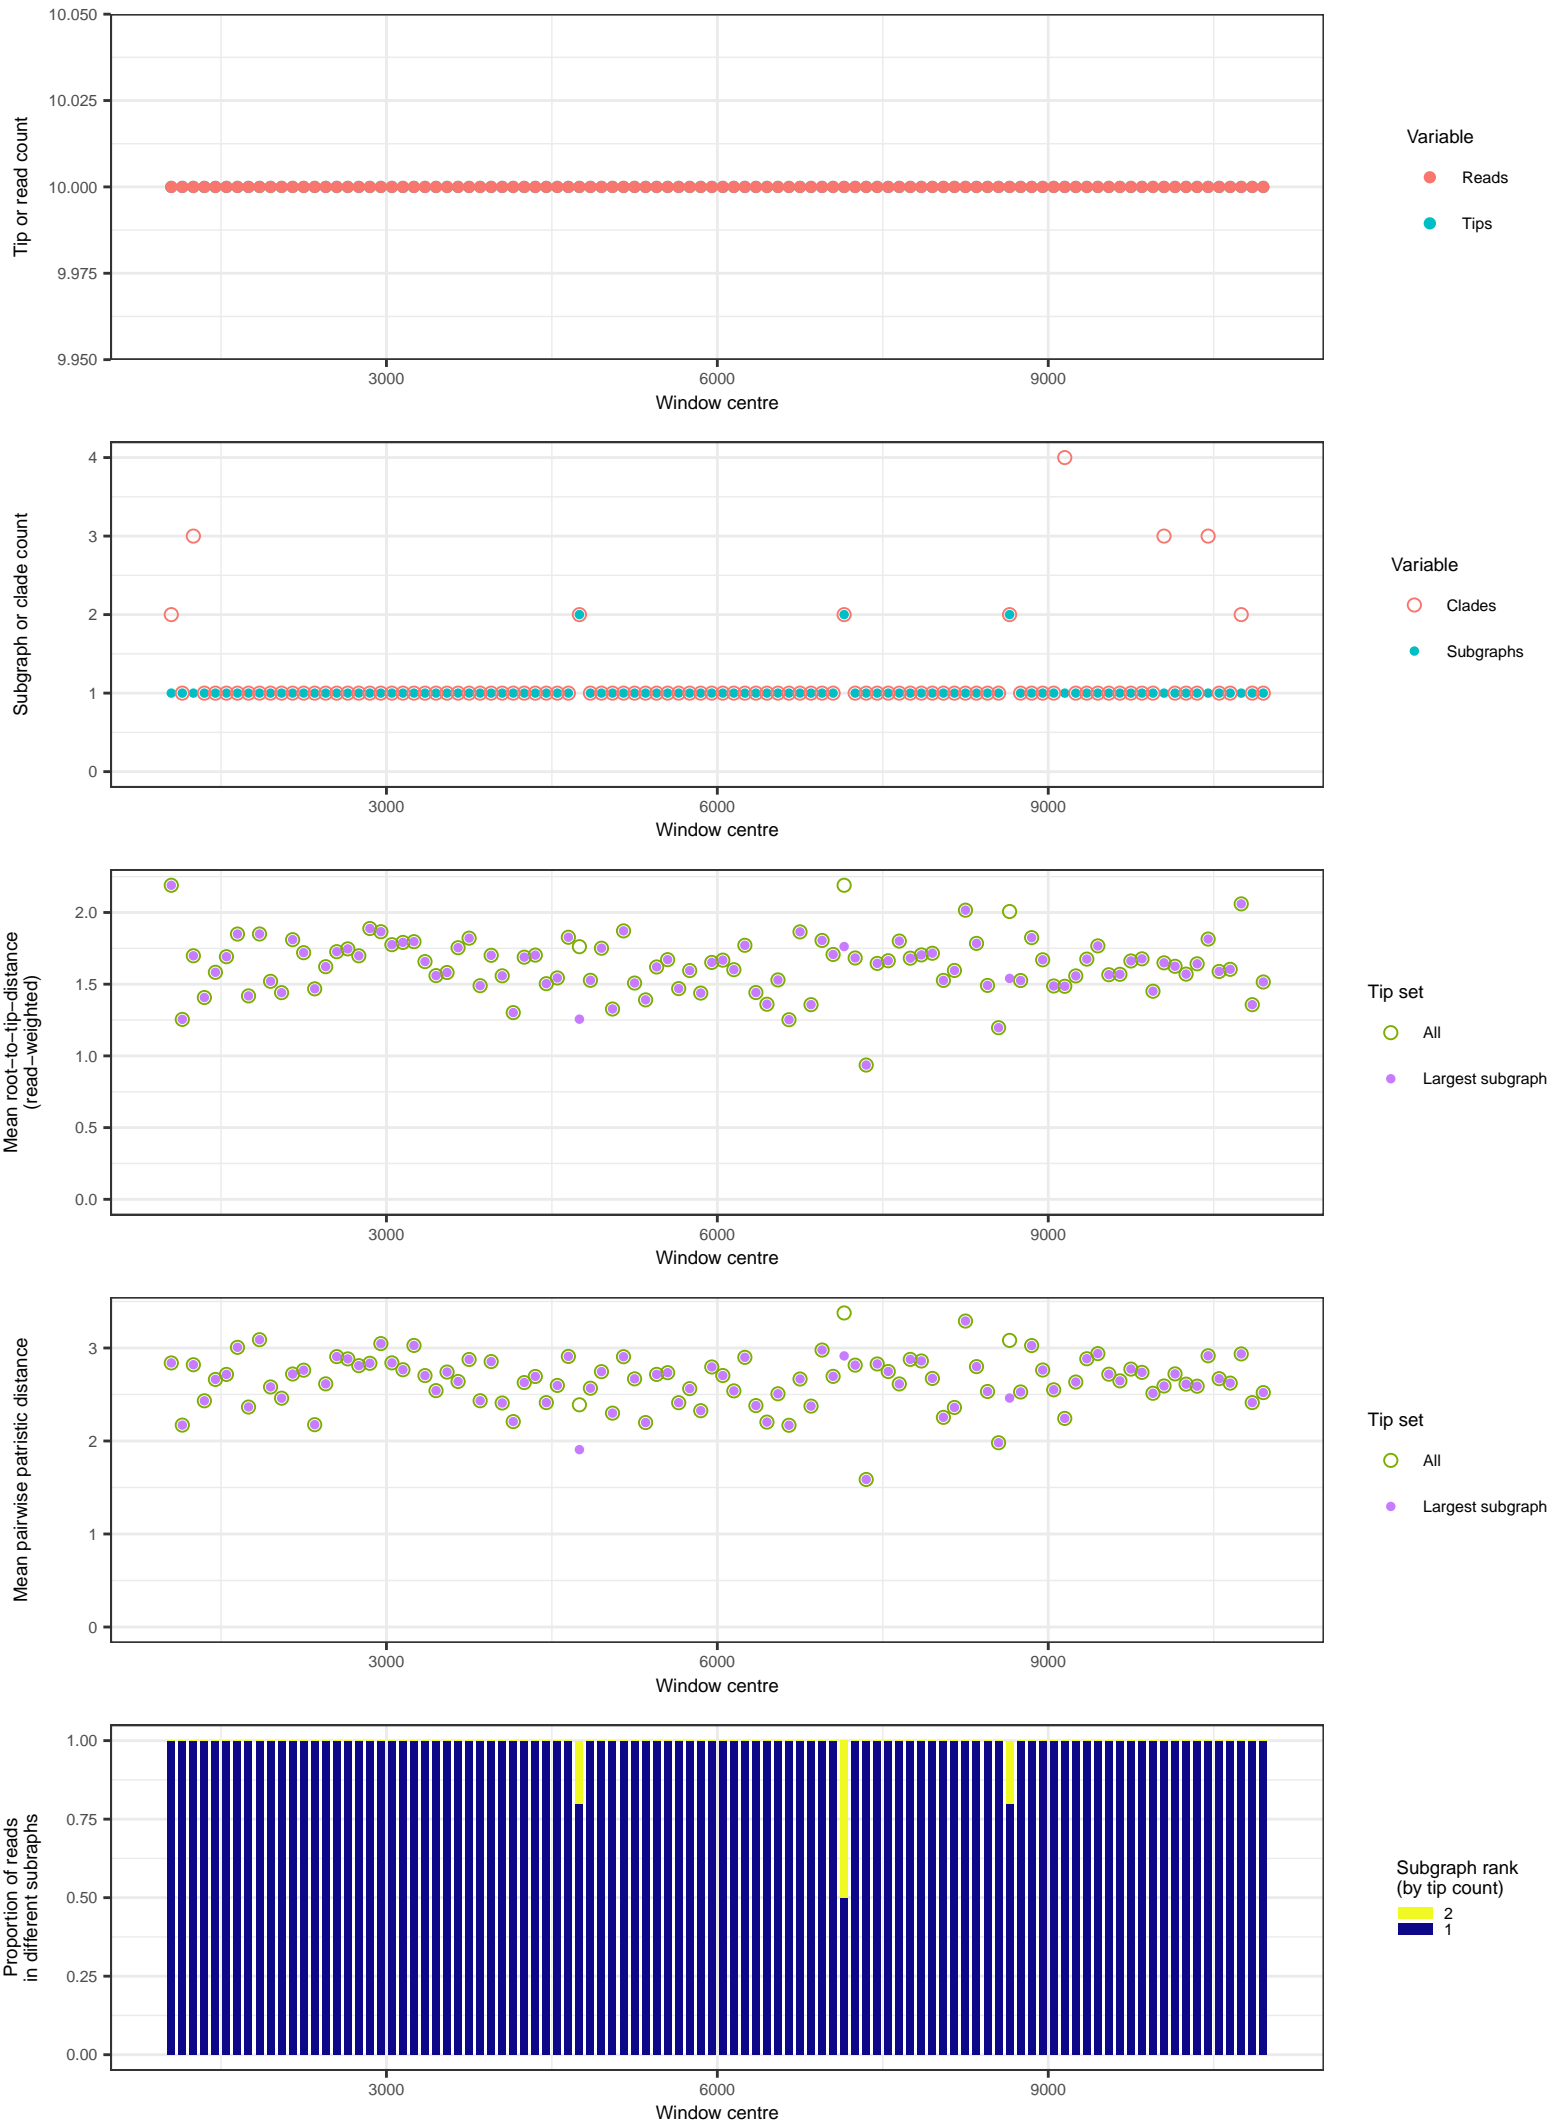 10.050
10.025
10.000
9.975
9.950
Tip or read count
3000
6000
9000
Window centre
Variable
Reads
Tips
4
3
2
1
0
Subgraph or clade count
3000
6000
9000
Window centre
Variable
Clades
Subgraphs
2.0
1.5
1.0
0.5
0.0
Mean root−to−tip−distance
(read−weighted)
3000
6000
9000
Window centre
Tip set
All
Largest subgraph
3
2
1
0
Mean pairwise patristic distance
3000
6000
9000
Window centre
Tip set
All
Largest subgraph
1.00
0.75
0.50
0.25
0.00
Proportion of reads
in different subraphs
3000
6000
9000
Window centre
Subgraph rank
(by tip count)
2
1